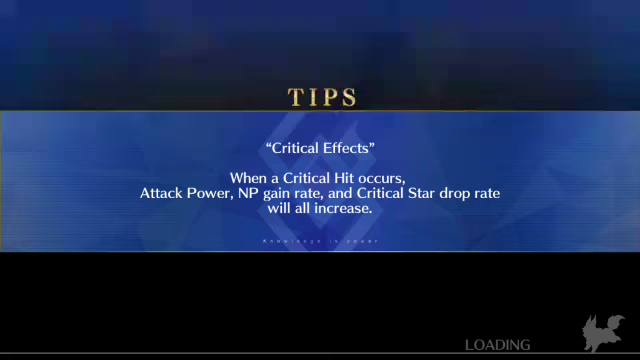 TIPS
“Critical Effects”
When a Critical Hit occurs,
Attack Power, NP gain rate, and Critical Star drop rate
will all increase.
Knowledge is power
LOADING